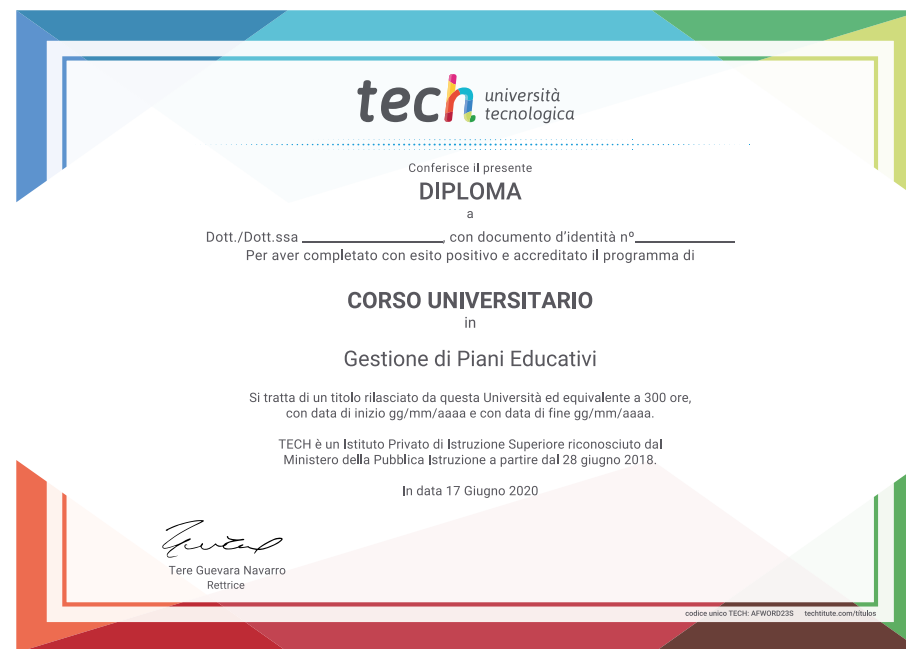 tech università
tecnologica
Conferisce il presente
DIPLOMA
a
Dott./Dott.ssa ________________, con documento d'identità nº____________
Per aver completato con esito positivo e accreditato il programma di
CORSO UNIVERSITARIO
in
Gestione di Piani Educativi
Si tratta di un titolo rilasciato da questa Università ed equivalente a 300 ore,
con data di inizio gg/mm/aaaa e con data di fine gg/mm/aaaa.
TECH è un Istituto Privato di Istruzione Superiore riconosciuto dal
Ministero della Pubblica Istruzione a partire dal 28 giugno 2018.
In data 17 Giugno 2020
Tere Guevara Navarro
Rettrice
codice unico TECH: AFWORD23S techtitute.com/titulos